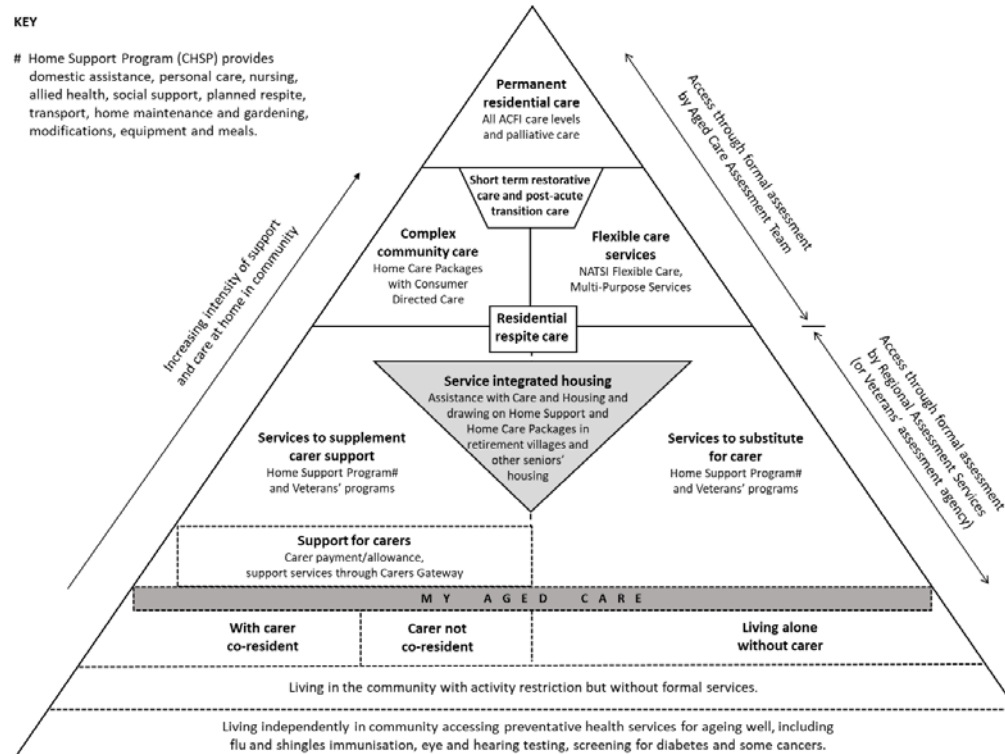 KEY
# Home Support Program (CHSP) provides
domestic assistance, personal care, nursing,
allied health, social support, planned respite,
transport, home maintenance and gardening,
modifications, equipment and meals.
Permanent
residential care
All ACFI care levels
and palliative care
Access through formal assessment
by Aged Care Assessment Team
Short term restorative
care and post-acute
transition care
Complex
community care
Home Care Packages
with Consumer
Directed Care
Flexible care
services
NATSI Flexible Care,
Multi-Purpose Services
Increasing intensity of support
and care at home in community
Residential
respite care
Access through formal assessment
by Regional Assessment Services
(or Veterans' assessment agency)
Service integrated housing
Assistance with Care and Housing and
drawing on Home Support and
Home Care Packages in
retirement villages and
other seniors'
housing
Services to supplement
carer support
Home Support Program#
and Veterans' programs
Services to substitute
for carer
Home Support Program#
and Veterans' programs
Support for carers
Carer payment/allowance,
support services through Carers Gateway
MY AGED CARE
With carer
co-resident
Carer not
co-resident
Living alone
without carer
Living in the community with activity restriction but without formal services.
Living independently in community accessing preventative health services for ageing well, including
flu and shingles immunisation, eye and hearing testing, screening for diabetes and some cancers.